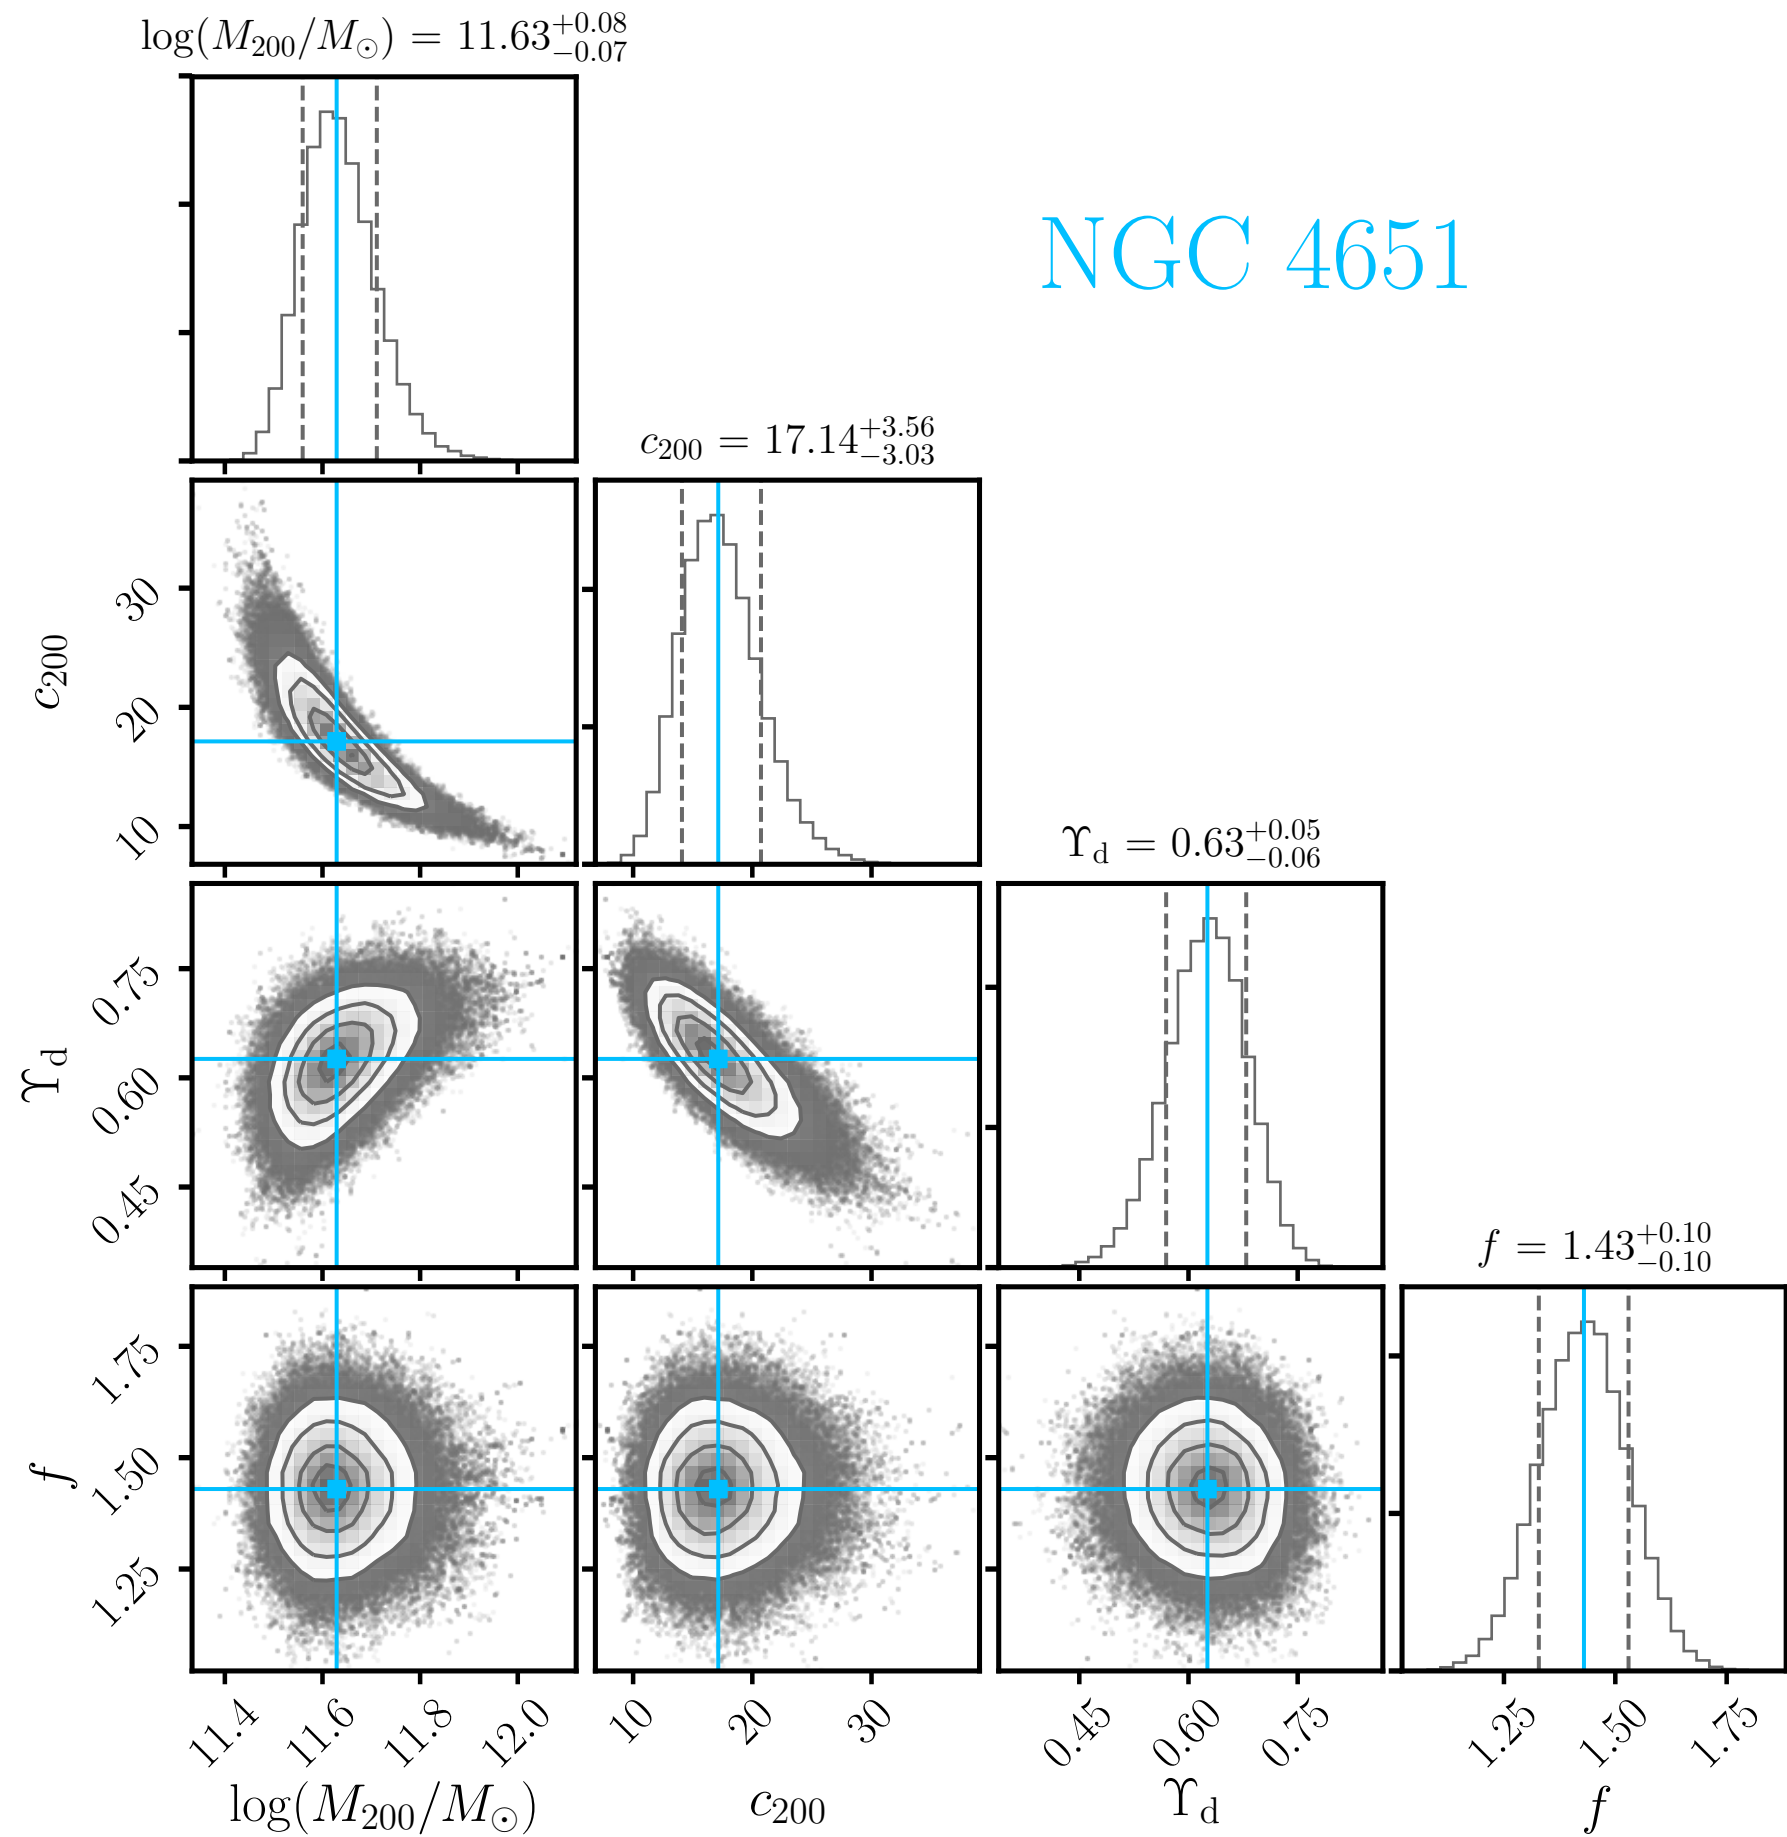 log(M₂₀₀/M⊙) = 11.63 +0.08 −0.07
NGC 4651
c₂₀₀ = 17.14 +3.56 −3.03
30
20
10
c₂₀₀
ϒd = 0.63 +0.05 −0.06
0.75
0.60
0.45
ϒd
f = 1.43 +0.10 −0.10
1.75
1.50
1.25
f
11.4 11.6 11.8 12.0 10 20 30 0.45 0.60 0.75 1.25 1.50 1.75
log(M₂₀₀/M⊙) c₂₀₀ ϒd f